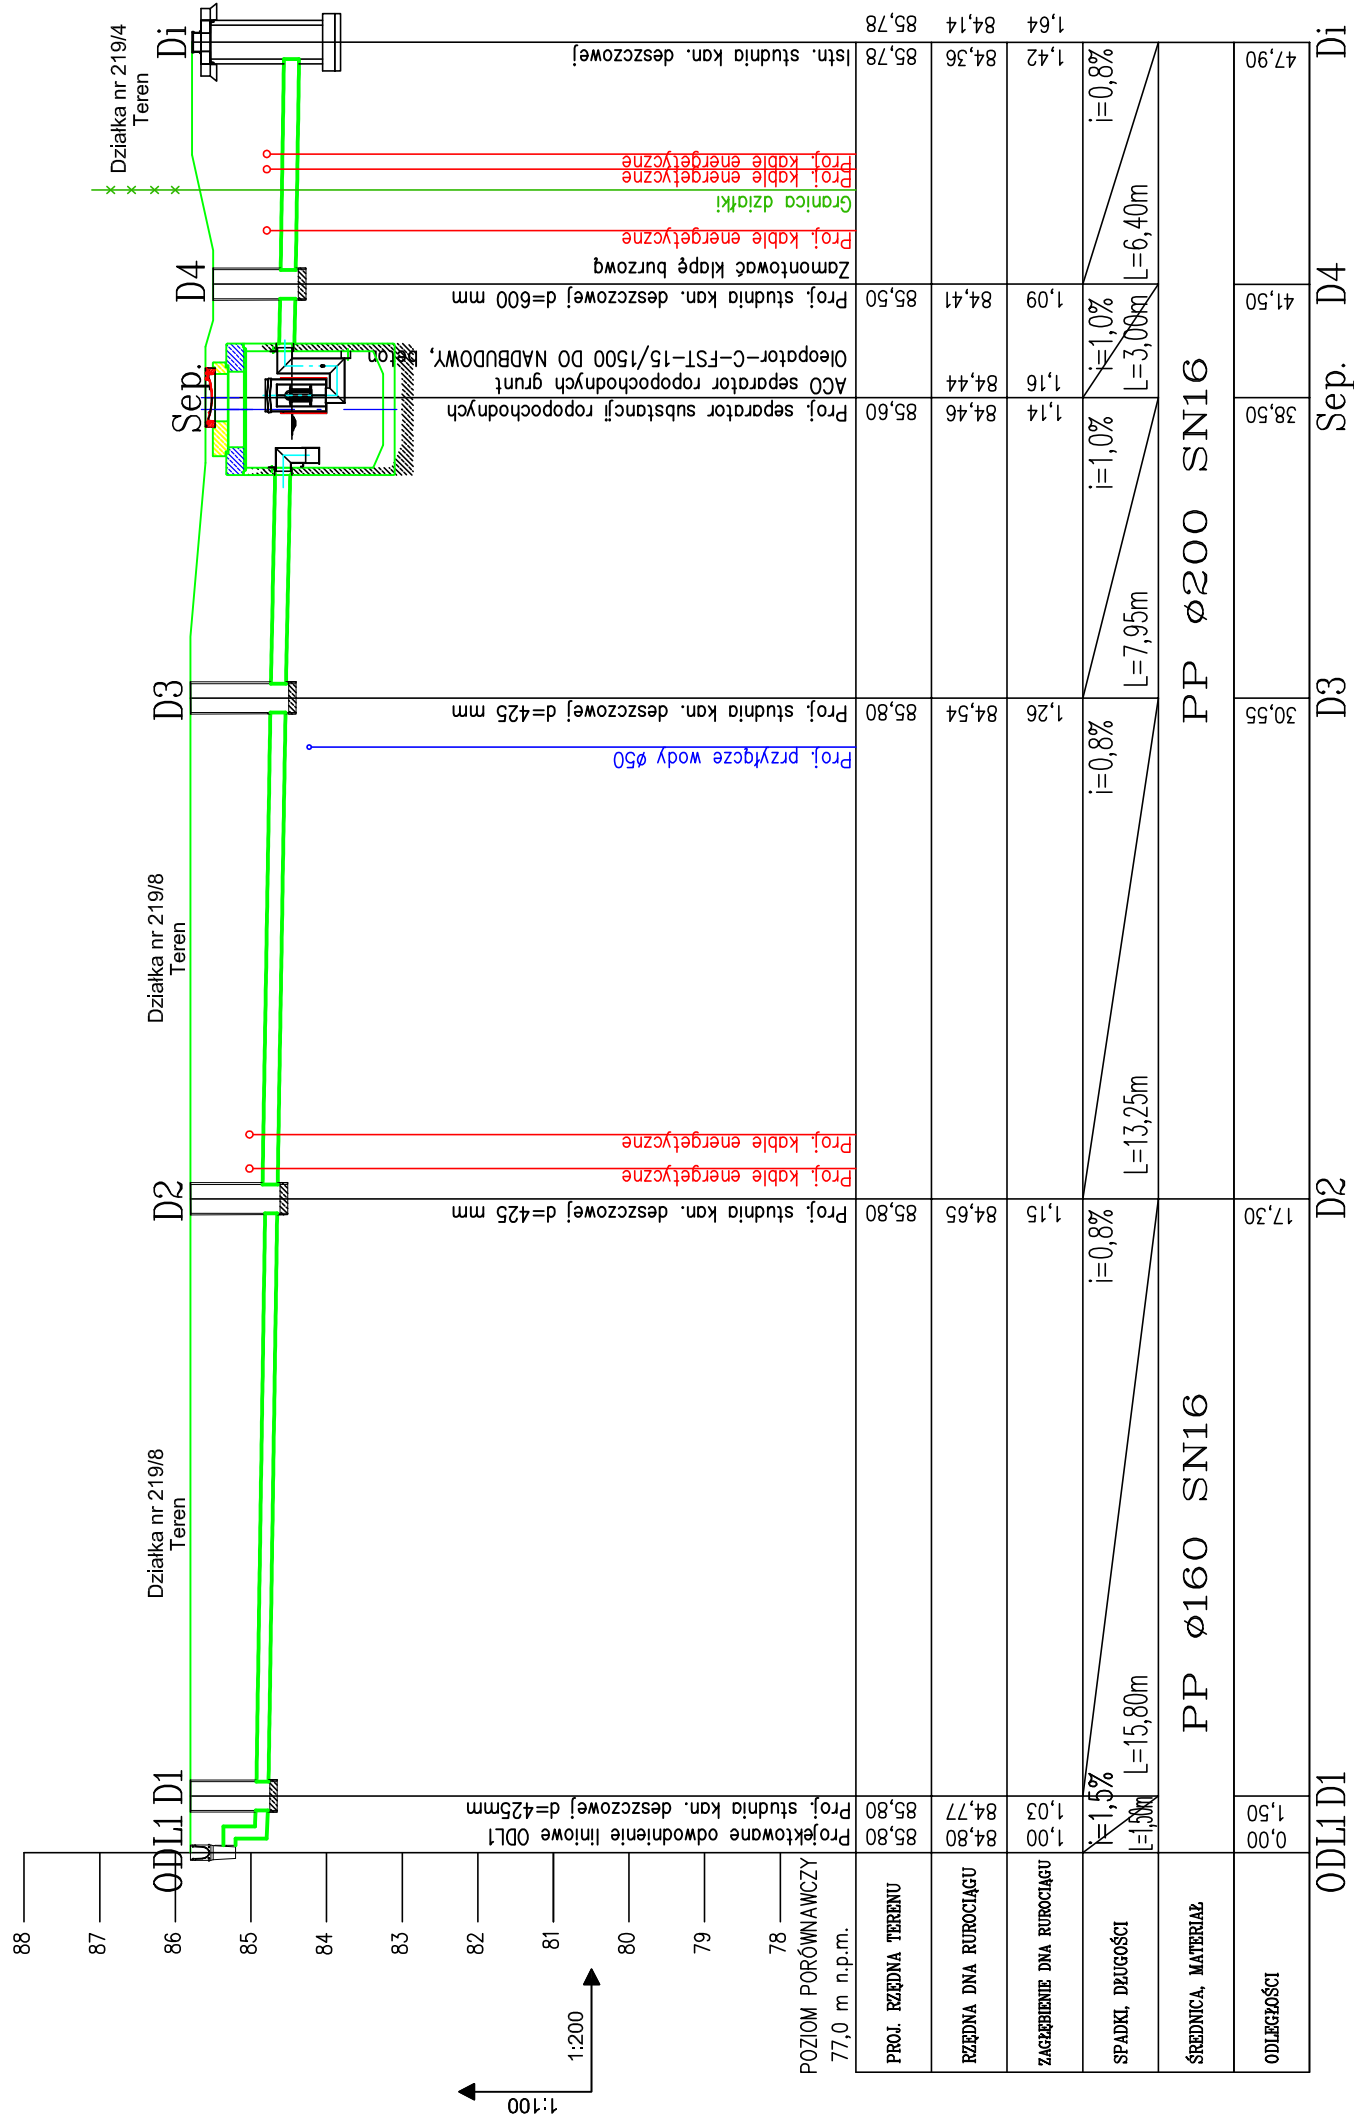 88
87
86
85
84
83
82
81
80
79
78
POZIOM PORÓWNAWCZY
77,0 m n.p.m.
1:100
1:200
Działka nr 219/8
Teren
Działka nr 219/8
Teren
Działka nr 219/4
Teren
ODL1
D1
D2
D3
Sep.
D4
Di
Projektowane odwodnienie liniowe ODL1
Proj. studnia kan. deszczowej d=425mm
Proj. studnia kan. deszczowej d=425 mm
Proj. kable energetyczne
Proj. kable energetyczne
Proj. przyłącze wody ø50
Proj. studnia kan. deszczowej d=425 mm
Proj. separator substancji ropopochodnych
ACO separator ropopochodnych grunt
Oleopator-C-FST-15/1500 DO NADBUDOWY, beton
Proj. studnia kan. deszczowej d=600 mm
Zamontować klapę burzową
Proj. kable energetyczne
Granica działki
Proj. kable energetyczne
Proj. kable energetyczne
Istn. studnia kan. deszczowej
PROJ. RZĘDNA TERENU
85,80
85,80
85,80
85,80
85,60
85,50
85,78
85,78
RZĘDNA DNA RUROCIĄGU
84,80
84,77
84,65
84,54
84,46
84,44
84,41
84,36
84,14
ZAGŁĘBIENIE DNA RUROCIĄGU
1,00
1,03
1,15
1,26
1,14
1,16
1,09
1,42
1,64
SPADKI, DŁUGOŚCI
i=1,5%
L=1,50m
i=0,8%
L=15,80m
i=0,8%
L=13,25m
i=1,0%
L=7,95m
i=1,0%
L=3,00m
i=0,8%
L=6,40m
ŚREDNICA, MATERIAŁ
PP ø160 SN16
PP ø200 SN16
ODLEGŁOŚCI
0,00
1,50
17,30
30,55
38,50
41,50
47,90
ODL1
D1
D2
D3
Sep.
D4
Di